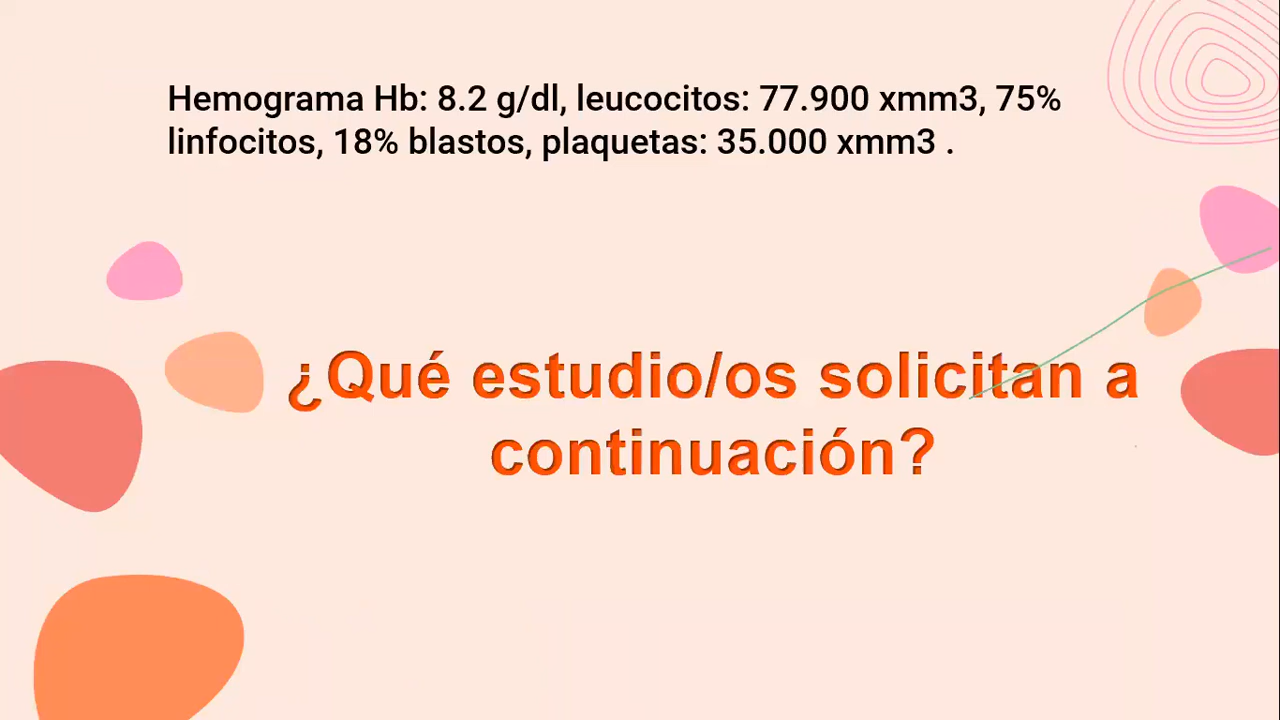 Hemograma Hb: 8.2 g/dl, leucocitos: 77.900 xmm3, 75%
linfocitos, 18% blastos, plaquetas: 35.000 xmm3 .
¿Qué estudio/os solicitan a
continuación?